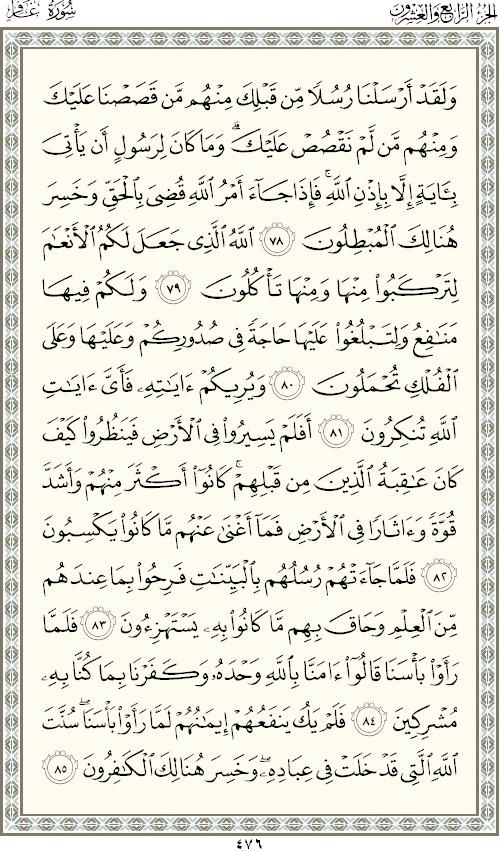 الجزء الرابع والعشرون
سورة غافر
وَلَقَدْ أَرْسَلْنَا رُسُلًا مِّن قَبْلِكَ مِنْهُم مَّن قَصَصْنَا عَلَيْكَ
وَمِنْهُم مَّن لَّمْ نَقْصُصْ عَلَيْكَ ۗ وَمَا كَانَ لِرَسُولٍ أَن يَأْتِىَ
بِـَٔايَةٍ إِلَّا بِإِذْنِ ٱللَّهِ ۚ فَإِذَا جَآءَ أَمْرُ ٱللَّهِ قُضِىَ بِٱلْحَقِّ وَخَسِرَ
هُنَالِكَ ٱلْمُبْطِلُونَ ٧٨ ٱللَّهُ ٱلَّذِى جَعَلَ لَكُمُ ٱلْأَنْعَـٰمَ
لِتَرْكَبُوا۟ مِنْهَا وَمِنْهَا تَأْكُلُونَ ٧٩ وَلَكُمْ فِيهَا
مَنَـٰفِعُ وَلِتَبْلُغُوا۟ عَلَيْهَا حَاجَةً فِى صُدُورِكُمْ وَعَلَيْهَا وَعَلَى
ٱلْفُلْكِ تُحْمَلُونَ ٨٠ وَيُرِيكُمْ ءَايَـٰتِهِۦ فَأَىَّ ءَايَـٰتِ
ٱللَّهِ تُنكِرُونَ ٨١ أَفَلَمْ يَسِيرُوا۟ فِى ٱلْأَرْضِ فَيَنظُرُوا۟ كَيْفَ
كَانَ عَـٰقِبَةُ ٱلَّذِينَ مِن قَبْلِهِمْ ۚ كَانُوٓا۟ أَكْثَرَ مِنْهُمْ وَأَشَدَّ
قُوَّةً وَءَاثَارًا فِى ٱلْأَرْضِ فَمَآ أَغْنَىٰ عَنْهُم مَّا كَانُوا۟ يَكْسِبُونَ
٨٢ فَلَمَّا جَآءَتْهُمْ رُسُلُهُم بِٱلْبَيِّنَـٰتِ فَرِحُوا۟ بِمَا عِندَهُم
مِّنَ ٱلْعِلْمِ وَحَاقَ بِهِم مَّا كَانُوا۟ بِهِۦ يَسْتَهْزِءُونَ ٨٣ فَلَمَّا
رَأَوْا۟ بَأْسَنَا قَالُوٓا۟ ءَامَنَّا بِٱللَّهِ وَحْدَهُۥ وَكَفَرْنَا بِمَا كُنَّا بِهِۦ
مُشْرِكِينَ ٨٤ فَلَمْ يَكُ يَنفَعُهُمْ إِيمَـٰنُهُمْ لَمَّا رَأَوْا۟ بَأْسَنَا ۖ سُنَّتَ
ٱللَّهِ ٱلَّتِى قَدْ خَلَتْ فِى عِبَادِهِۦ ۖ وَخَسِرَ هُنَالِكَ ٱلْكَـٰفِرُونَ ٨٥
٤٧٦